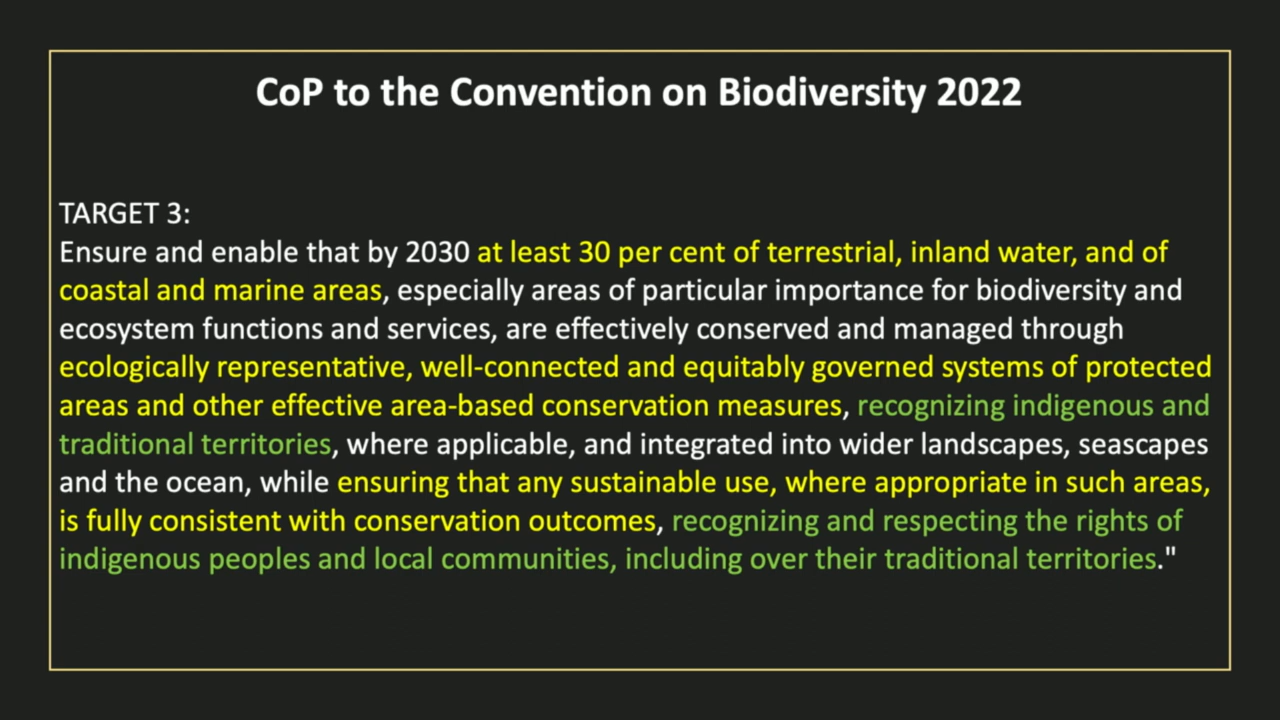 CoP to the Convention on Biodiversity 2022
TARGET 3:
Ensure and enable that by 2030 at least 30 per cent of terrestrial, inland water, and of
coastal and marine areas, especially areas of particular importance for biodiversity and
ecosystem functions and services, are effectively conserved and managed through
ecologically representative, well-connected and equitably governed systems of protected
areas and other effective area-based conservation measures, recognizing indigenous and
traditional territories, where applicable, and integrated into wider landscapes, seascapes
and the ocean, while ensuring that any sustainable use, where appropriate in such areas,
is fully consistent with conservation outcomes, recognizing and respecting the rights of
indigenous peoples and local communities, including over their traditional territories."